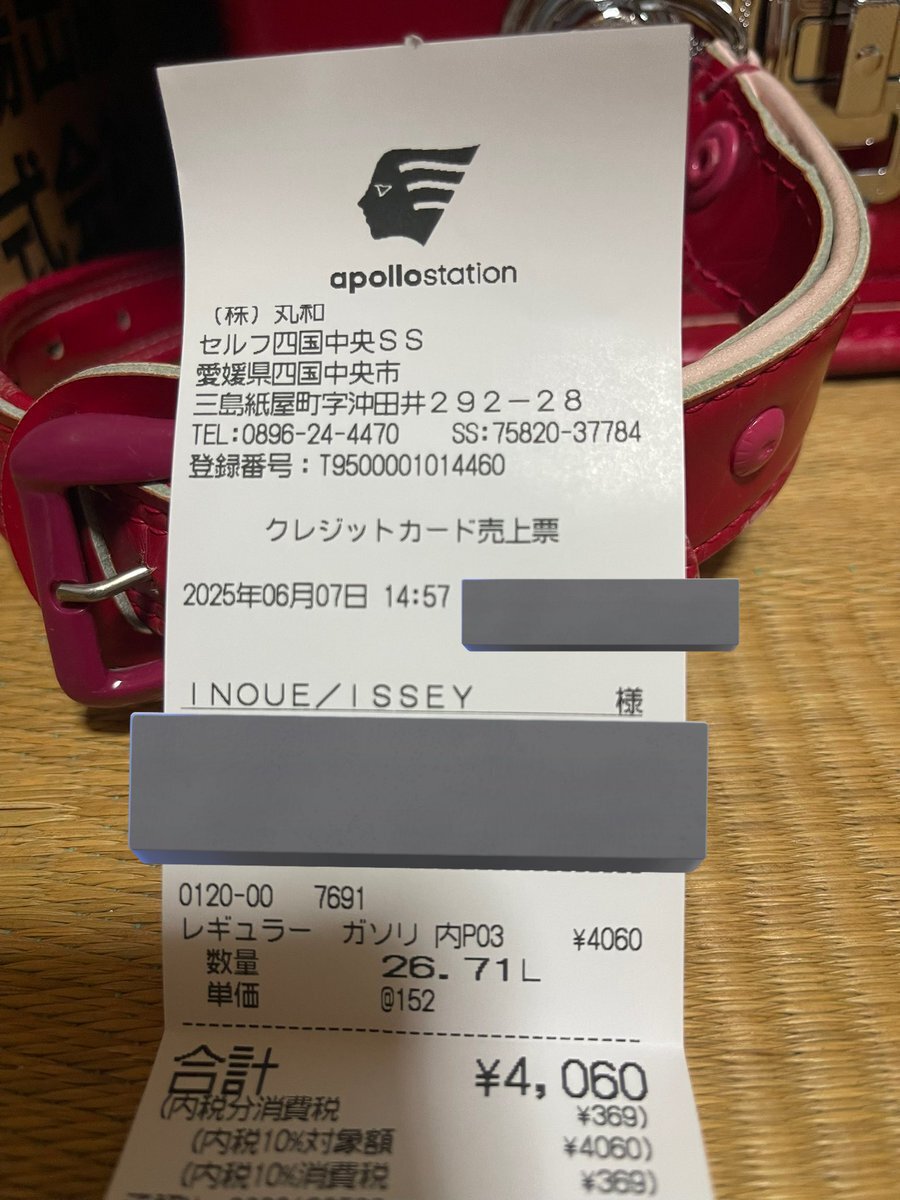 apollostation
(株) 丸和
セルフ四国中央SS
愛媛県四国中央市
三島紙屋町字沖田井292-28
TEL:0896-24-4470 SS:75820-37784
登録番号:T9500001014460
クレジットカード売上票
2025年06月07日 14:57
INOUE/ISSEY 様
0120-00 7691
レギュラー ガソリ 内P03 ¥4060
数量 26.71L
単価 @152
合計 ¥4,060
(内税分消費税 ¥369)
(内税10%対象額 ¥4060)
(内税10%消費税 ¥369)